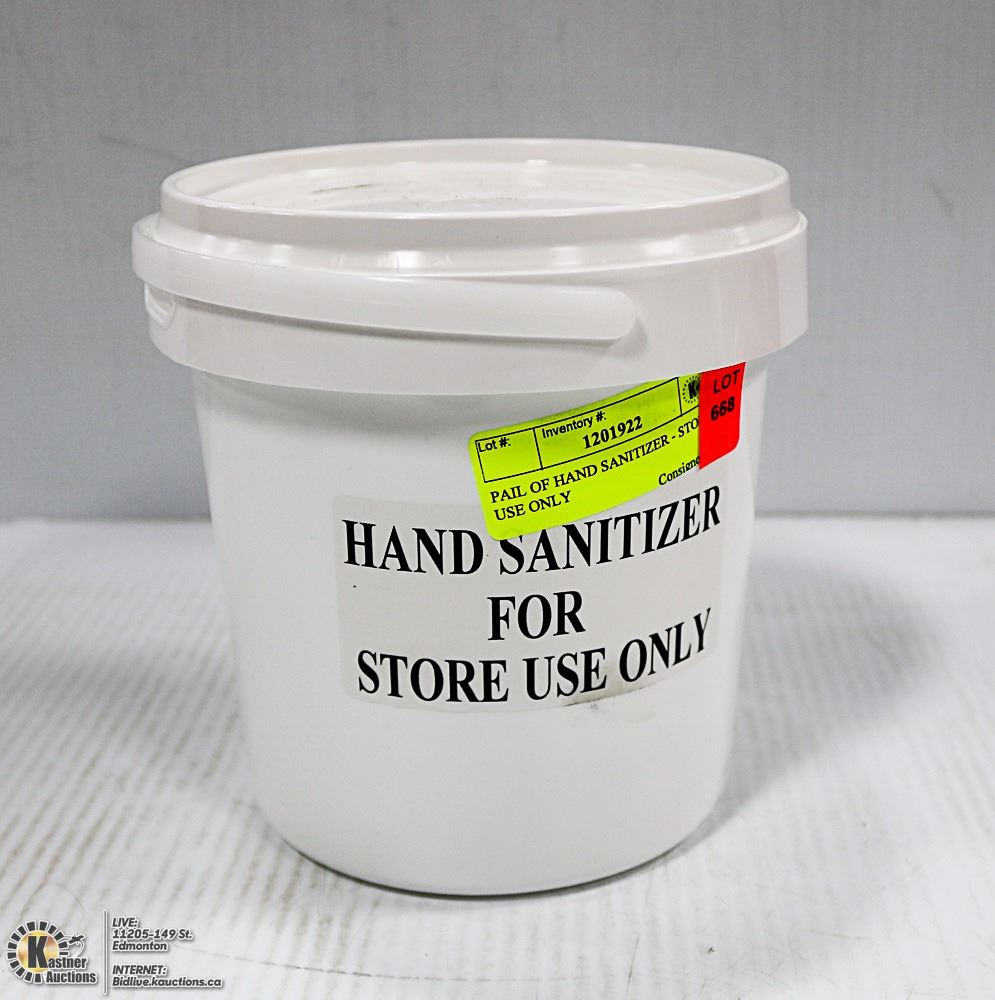 LOT
668
Lot #:
Inventory #:
1201922
PAIL OF HAND SANITIZER - STO
USE ONLY
HAND SANITIZER
FOR
STORE USE ONLY
Kastner
Auctions
LIVE:
11205-149 St.
Edmonton
INTERNET:
Bidlive.kauctions.ca